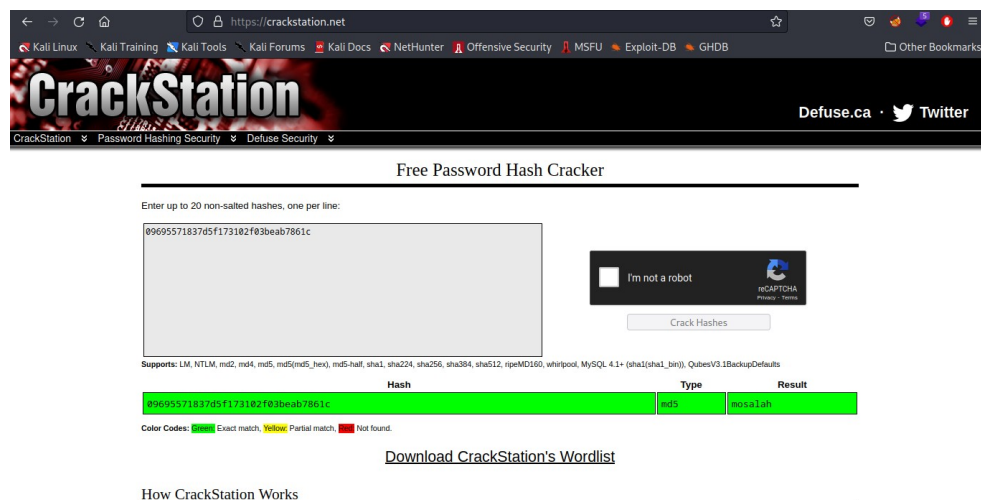 https://crackstation.net
5
Kali Linux Kali Training Kali Tools Kali Forums Kali Docs NetHunter Offensive Security MSFU Exploit-DB GHDB Other Bookmarks
CrackStation
Defuse.ca · Twitter
CrackStation Password Hashing Security Defuse Security
Free Password Hash Cracker
Enter up to 20 non-salted hashes, one per line:
09695571837d5f173102f03beab7861c
I'm not a robot
reCAPTCHA
Privacy - Terms
Crack Hashes
Supports: LM, NTLM, md2, md4, md5, md5(md5_hex), md5-half, sha1, sha224, sha256, sha384, sha512, ripeMD160, whirlpool, MySQL 4.1+ (sha1(sha1_bin)), QubesV3.1BackupDefaults
Hash Type Result
09695571837d5f173102f03beab7861c md5 mosalah
Color Codes: Green: Exact match, Yellow: Partial match, Red: Not found.
Download CrackStation's Wordlist
How CrackStation Works